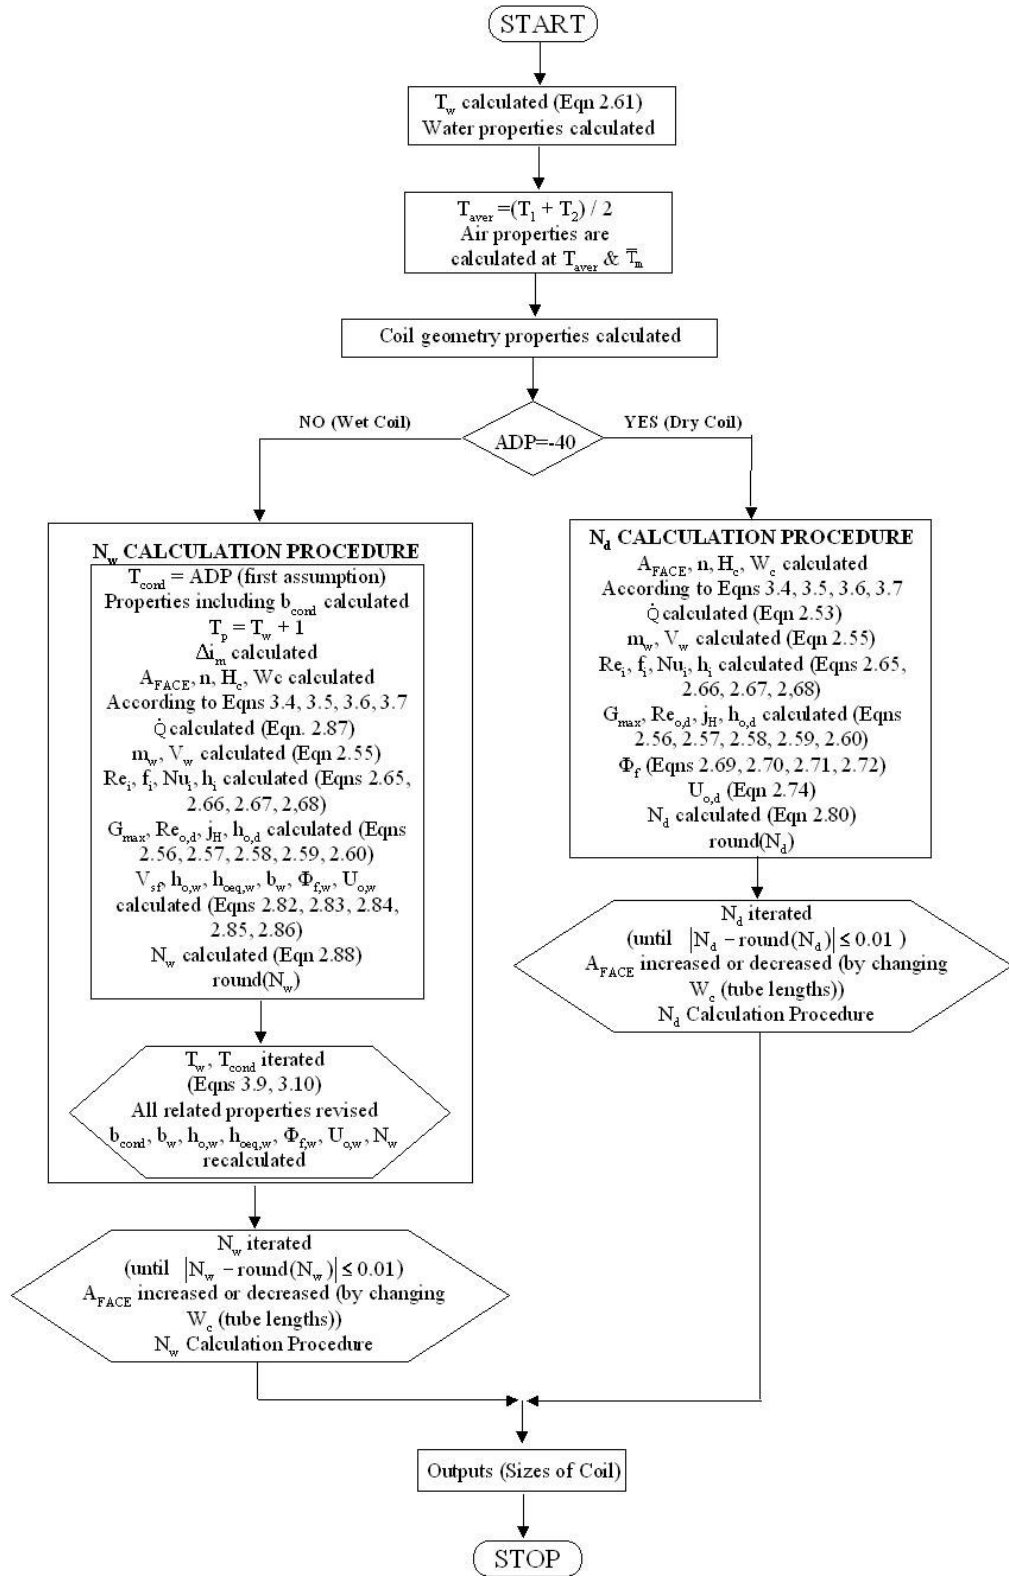 START
T_w calculated (Eqn 2.61)
Water properties calculated
T_aver =(T_1 + T_2) / 2
Air properties are
calculated at T_aver & T̿_m
Coil geometry properties calculated
NO (Wet Coil)
YES (Dry Coil)
ADP=-40
N_w CALCULATION PROCEDURE
T_cond = ADP (first assumption)
Properties including b_cond calculated
T_p = T_w + 1
Δi_m calculated
A_FACE, n, H_c, Wc calculated
According to Eqns 3.4, 3.5, 3.6, 3.7
Q̇ calculated (Eqn. 2.87)
m_w, V_w calculated (Eqn 2.55)
Re_i, f_i, Nu_i, h_i calculated (Eqns 2.65,
2.66, 2.67, 2,68)
G_max, Re_o,d, j_H, h_o,d calculated (Eqns
2.56, 2.57, 2.58, 2.59, 2.60)
V_sf, h_o,w, h_oeq,w, b_w, Φ_f,w, U_o,w
calculated (Eqns 2.82, 2.83, 2.84,
2.85, 2.86)
N_w calculated (Eqn 2.88)
round(N_w)
T_w, T_cond iterated
(Eqns 3.9, 3.10)
All related properties revised
b_cond, b_w, h_o,w, h_oeq,w, Φ_f,w, U_o,w, N_w
recalculated
N_w iterated
(until |N_w − round(N_w)| ≤ 0.01)
A_FACE increased or decreased (by changing
W_c (tube lengths))
N_w Calculation Procedure
N_d CALCULATION PROCEDURE
A_FACE, n, H_c, W_c calculated
According to Eqns 3.4, 3.5, 3.6, 3.7
Q̇ calculated (Eqn 2.53)
m_w, V_w calculated (Eqn 2.55)
Re_i, f_i, Nu_i, h_i calculated (Eqns 2.65,
2.66, 2.67, 2,68)
G_max, Re_o,d, j_H, h_o,d calculated (Eqns
2.56, 2.57, 2.58, 2.59, 2.60)
Φ_f (Eqns 2.69, 2.70, 2.71, 2.72)
U_o,d (Eqn 2.74)
N_d calculated (Eqn 2.80)
round(N_d)
N_d iterated
(until |N_d − round(N_d)| ≤ 0.01 )
A_FACE increased or decreased (by changing
W_c (tube lengths))
N_d Calculation Procedure
Outputs (Sizes of Coil)
STOP